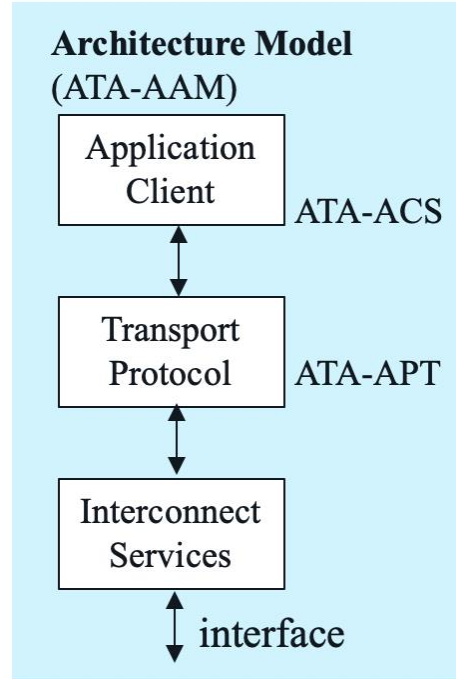 Architecture Model
(ATA-AAM)
Application
Client
ATA-ACS
Transport
Protocol
ATA-APT
Interconnect
Services
interface